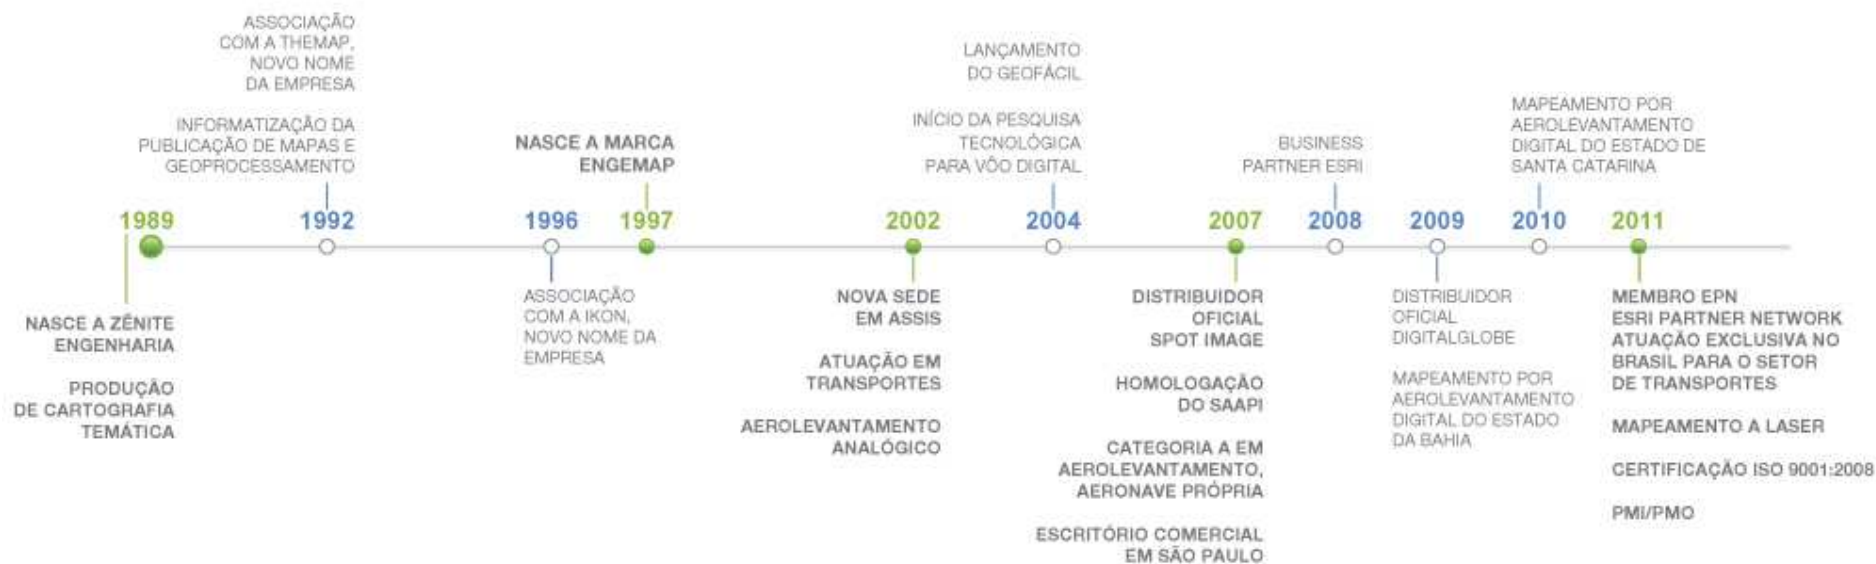 1989
NASCE A ZÊNITE
ENGENHARIA
PRODUÇÃO
DE CARTOGRAFIA
TEMÁTICA
ASSOCIAÇÃO
COM A THEMAP,
NOVO NOME
DA EMPRESA
INFORMATIZAÇÃO DA
PUBLICAÇÃO DE MAPAS E
GEOPROCESSAMENTO
1992
1996
ASSOCIAÇÃO
COM A IKON,
NOVO NOME DA
EMPRESA
NASCE A MARCA
ENGEMAP
1997
2002
NOVA SEDE
EM ASSIS
ATUAÇÃO EM
TRANSPORTES
AEROLEVANTAMENTO
ANALÓGICO
LANÇAMENTO
DO GEOFÁCIL
INÍCIO DA PESQUISA
TECNOLÓGICA
PARA VÔO DIGITAL
2004
2007
DISTRIBUIDOR
OFICIAL
SPOT IMAGE
HOMOLOGAÇÃO
DO SAAPI
CATEGORIA A EM
AEROLEVANTAMENTO,
AERONAVE PRÓPRIA
ESCRITÓRIO COMERCIAL
EM SÃO PAULO
BUSINESS
PARTNER ESRI
2008
2009
DISTRIBUIDOR
OFICIAL
DIGITALGLOBE
MAPEAMENTO POR
AEROLEVANTAMENTO
DIGITAL DO ESTADO
DA BAHIA
MAPEAMENTO POR
AEROLEVANTAMENTO
DIGITAL DO ESTADO DE
SANTA CATARINA
2010
2011
MEMBRO EPN
ESRI PARTNER NETWORK
ATUAÇÃO EXCLUSIVA NO
BRASIL PARA O SETOR
DE TRANSPORTES
MAPEAMENTO A LASER
CERTIFICAÇÃO ISO 9001:2008
PMI/PMO